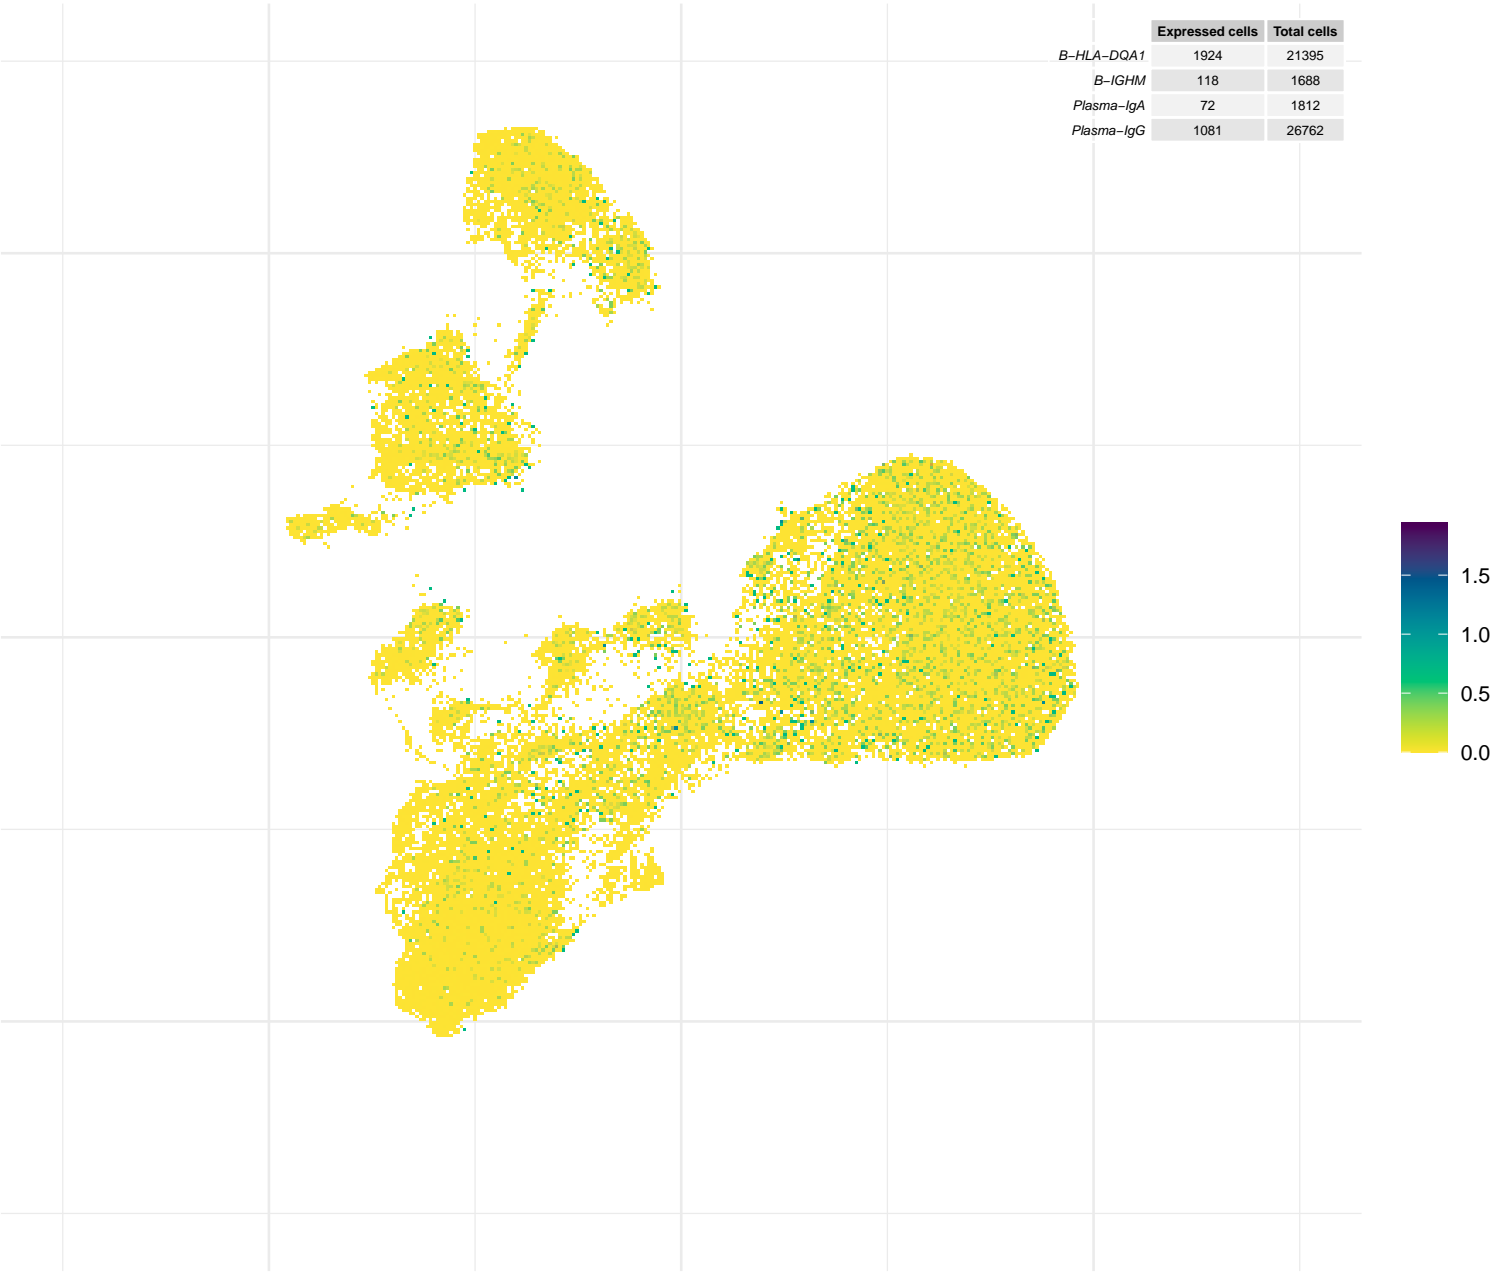 Expressed cells Total cells
B−HLA−DQA1 1924 21395
B−IGHM 118 1688
Plasma−IgA 72 1812
Plasma−IgG 1081 26762
1.5
1.0
0.5
0.0